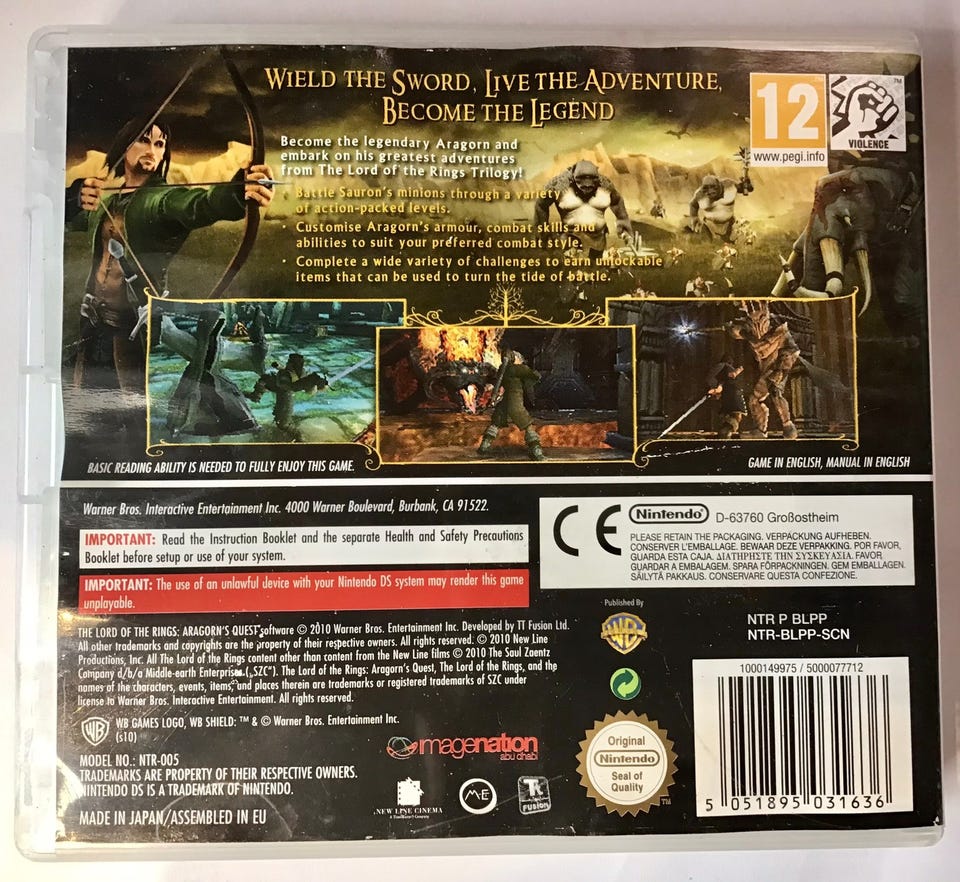 WIELD THE SWORD, LIVE THE ADVENTURE,
BECOME THE LEGEND
Become the legendary Aragorn and
embark on his greatest adventures
from The Lord of the Rings Trilogy!
• Battle Sauron's minions through a variety
of action-packed levels.
• Customise Aragorn's armour, combat skills and
abilities to suit your preferred combat style.
• Complete a wide variety of challenges to earn unlockable
items that can be used to turn the tide of battle.
12
www.pegi.info
VIOLENCE
TM
BASIC READING ABILITY IS NEEDED TO FULLY ENJOY THIS GAME.
GAME IN ENGLISH, MANUAL IN ENGLISH
Warner Bros. Interactive Entertainment Inc. 4000 Warner Boulevard, Burbank, CA 91522.
IMPORTANT: Read the Instruction Booklet and the separate Health and Safety Precautions
Booklet before setup or use of your system.
IMPORTANT: The use of an unlawful device with your Nintendo DS system may render this game
unplayable.
CE Nintendo® D-63760 Großostheim
PLEASE RETAIN THE PACKAGING. VERPACKUNG AUFHEBEN.
CONSERVER L'EMBALLAGE. BEWAAR DEZE VERPAKKING. POR FAVOR,
GUARDA ESTA CAJA. ΔΙΑΤΗΡΗΣΤΕ ΤΗΝ ΣΥΣΚΕΥΑΣΙΑ. FAVOR
GUARDAR A EMBALAGEM. SPARA FÖRPACKNINGEN. GEM EMBALLAGEN.
SÄILYTÄ PAKKAUS. CONSERVARE QUESTA CONFEZIONE.
THE LORD OF THE RINGS: ARAGORN'S QUEST software © 2010 Warner Bros. Entertainment Inc. Developed by TT Fusion Ltd.
All other trademarks and copyrights are the property of their respective owners. All rights reserved. © 2010 New Line
Productions, Inc. All The Lord of the Rings content other than content from the New Line films © 2010 The Saul Zaentz
Company d/b/a Middle-earth Enterprises („SZC"). The Lord of the Rings: Aragorn's Quest, The Lord of the Rings, and the
names of the characters, events, items, and places therein are trademarks or registered trademarks of SZC under
license to Warner Bros. Interactive Entertainment. All rights reserved.
WB GAMES LOGO, WB SHIELD: ™ & © Warner Bros. Entertainment Inc.
(s10)
MODEL NO.: NTR-005
TRADEMARKS ARE PROPERTY OF THEIR RESPECTIVE OWNERS.
NINTENDO DS IS A TRADEMARK OF NINTENDO.
MADE IN JAPAN/ASSEMBLED IN EU
imagenation
abu dhabi
NEW LINE CINEMA
FUSION
Published By
WB
Original
Nintendo
Seal of
Quality
TM
NTR P BLPP
NTR-BLPP-SCN
1000149975 / 5000077712
5 051895 031636